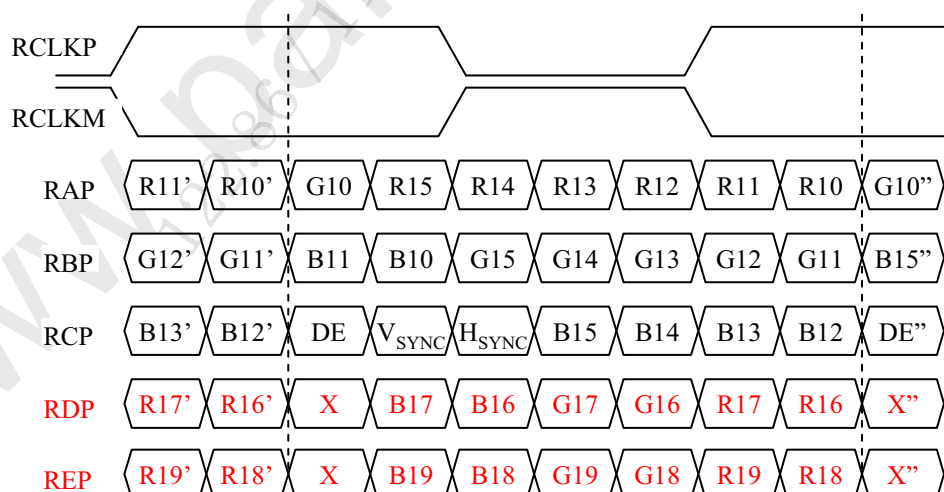 RCLKP
RCLKM
RAP R11’ R10’ G10 R15 R14 R13 R12 R11 R10 G10”
RBP G12’ G11’ B11 B10 G15 G14 G13 G12 G11 B15”
RCP B13’ B12’ DE VSYNC HSYNC B15 B14 B13 B12 DE”
RDP R17’ R16’ X B17 B16 G17 G16 R17 R16 X”
REP R19’ R18’ X B19 B18 G19 G18 R19 R18 X”